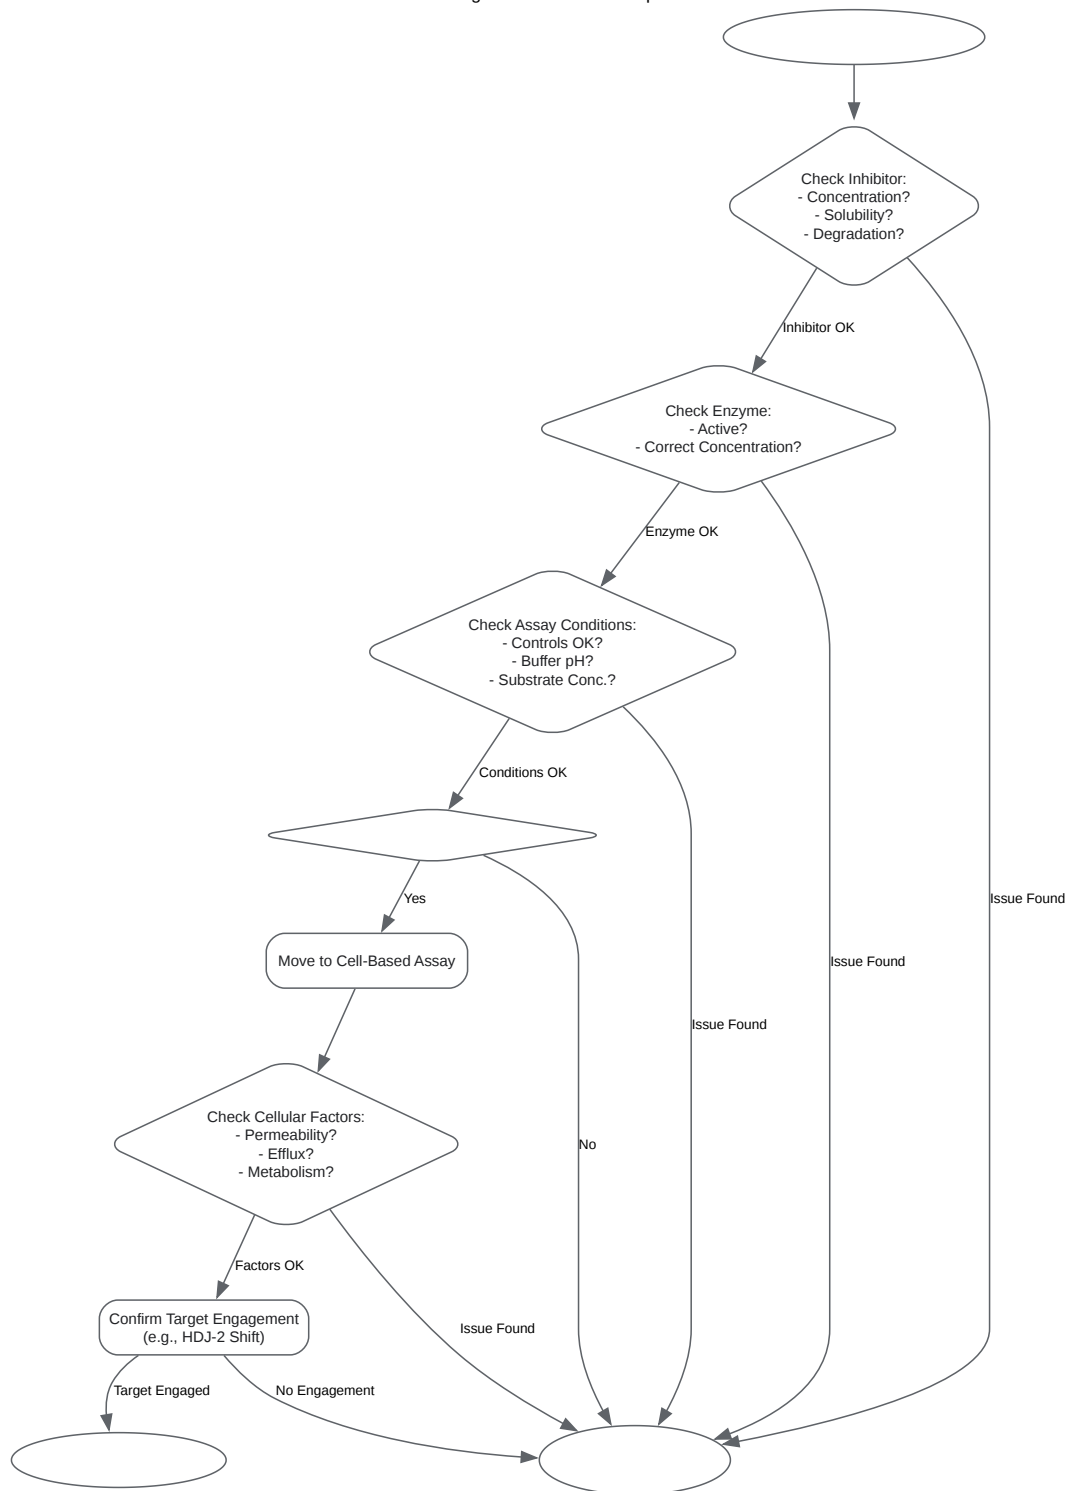 Check Inhibitor:
- Concentration?
- Solubility?
- Degradation?
Inhibitor OK
Check Enzyme:
- Active?
- Correct Concentration?
Enzyme OK
Check Assay Conditions:
- Controls OK?
- Buffer pH?
- Substrate Conc.?
Conditions OK
Yes
Issue Found
Move to Cell-Based Assay
Issue Found
Issue Found
Check Cellular Factors:
- Permeability?
- Efflux?
- Metabolism?
No
Factors OK
Confirm Target Engagement
(e.g., HDJ-2 Shift)
Issue Found
Target Engaged
No Engagement